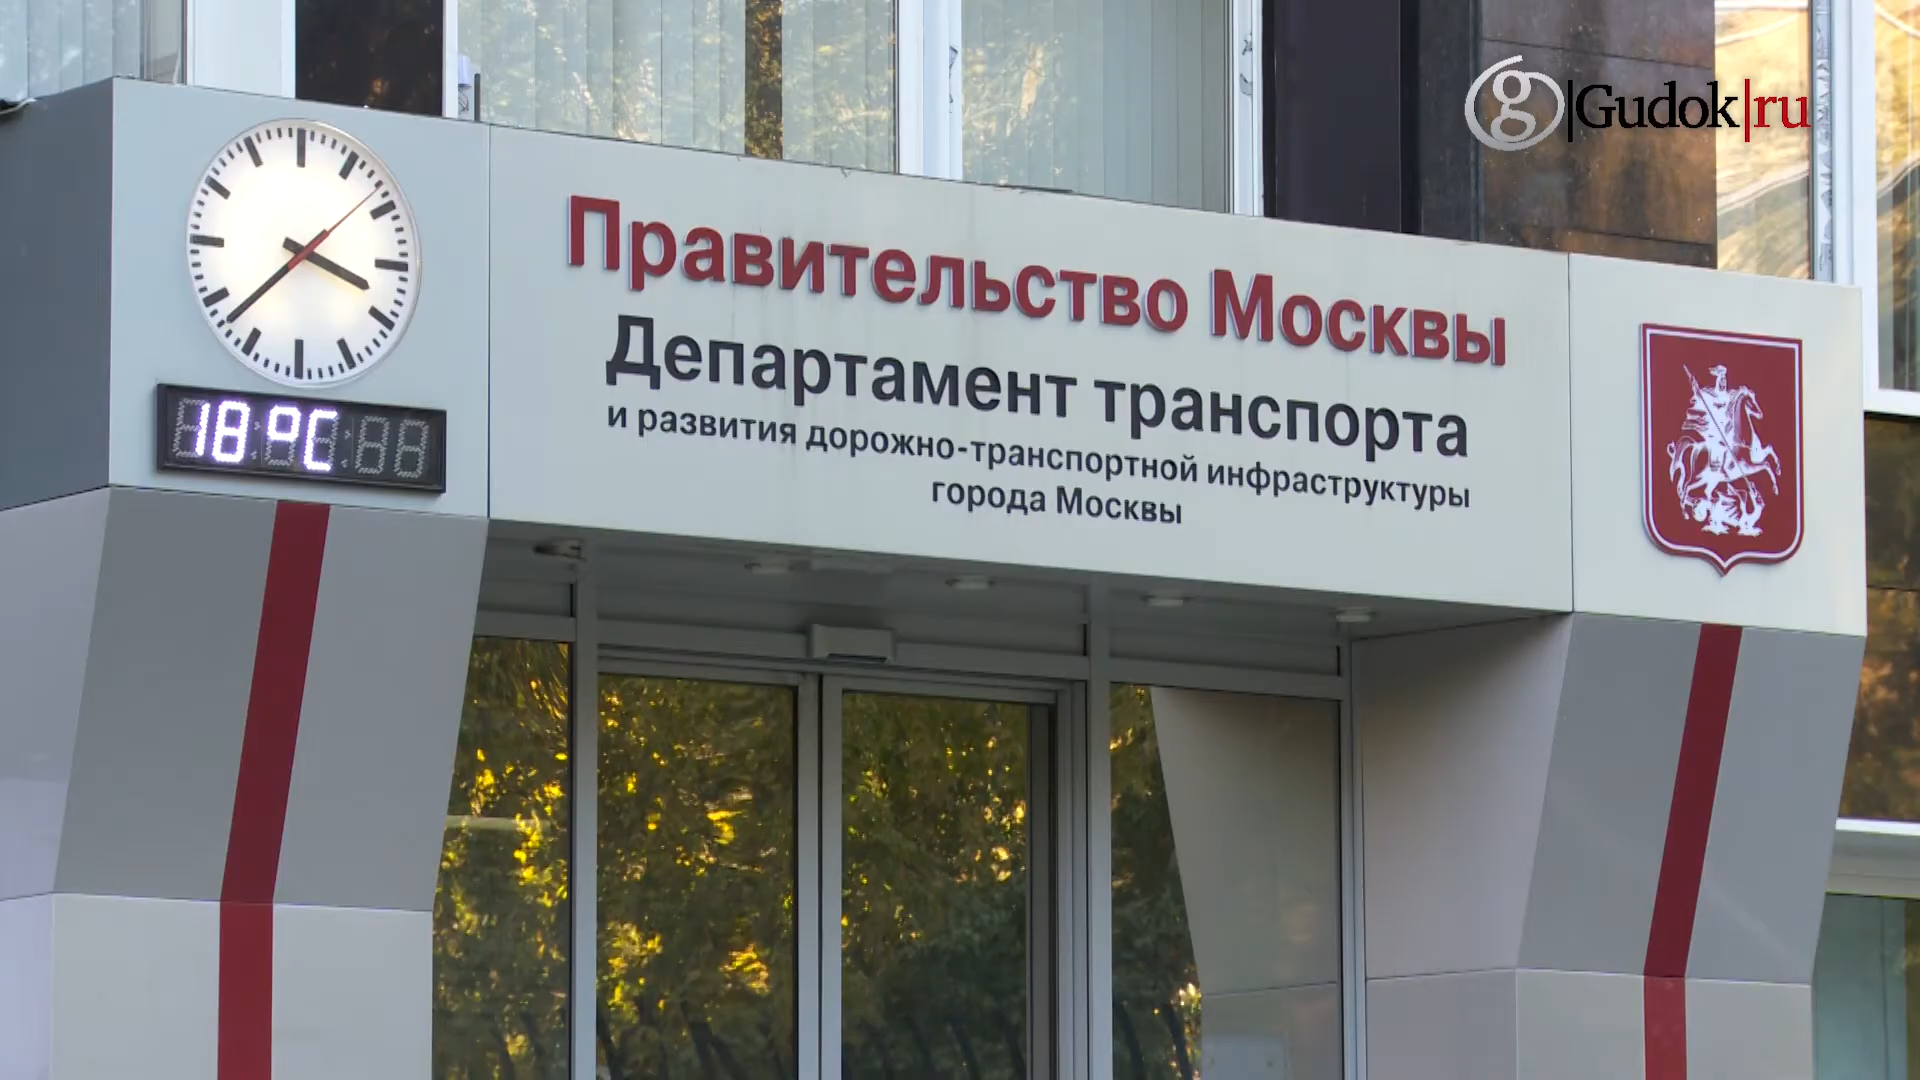 g|Gudok|ru
Правительство Москвы
Департамент транспорта
и развития дорожно-транспортной инфраструктуры
города Москвы
18°C